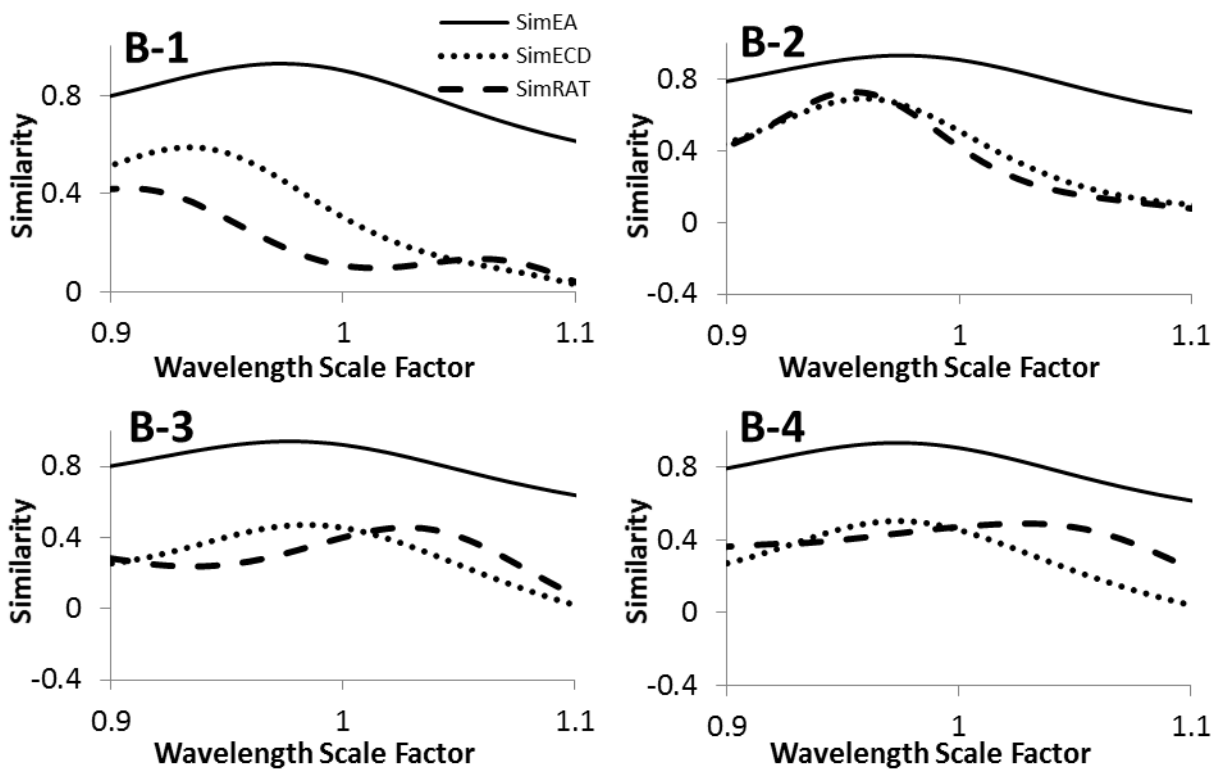 B-1
SimEA
SimECD
SimRAT
0.8
0.4
0
0.9
1
1.1
Similarity
Wavelength Scale Factor
B-2
0.8
0.4
0
-0.4
0.9
1
1.1
Similarity
Wavelength Scale Factor
B-3
0.8
0.4
0
-0.4
0.9
1
1.1
Similarity
Wavelength Scale Factor
B-4
0.8
0.4
0
-0.4
0.9
1
1.1
Similarity
Wavelength Scale Factor